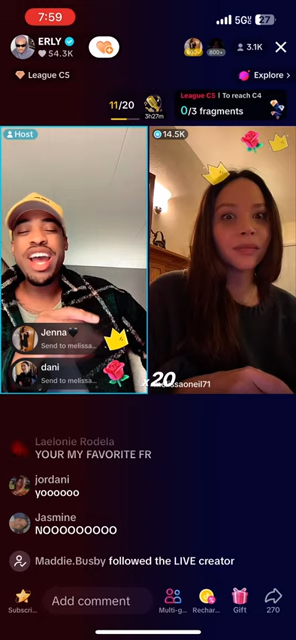 7:59
5G 27
ERLY
54.3K
800+
3.1K
League C5
Explore >
11/20
3h27m
League C5 | To reach C4
0/3 fragments
Host
14.5K
Jenna
Send to melissa...
dani
Send to melissa...
x20
melissaoneil71
Laelonie Rodela
YOUR MY FAVORITE FR
jordani
yoooooo
Jasmine
NOOOOOOOOO
Maddie.Busby followed the LIVE creator
Subscri...
Add comment
Multi-g...
Rechar...
Gift
270